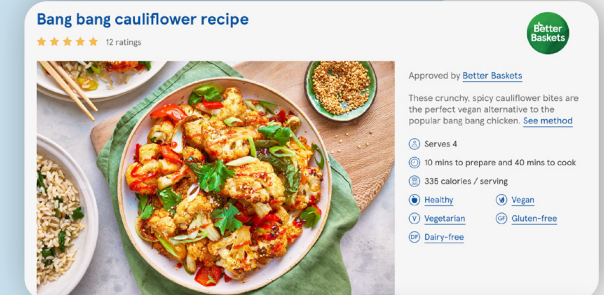 Bang bang cauliflower recipe
12 ratings
Better
Baskets
Approved by Better Baskets
These crunchy, spicy cauliflower bites are
the perfect vegan alternative to the
popular bang bang chicken. See method
Serves 4
10 mins to prepare and 40 mins to cook
335 calories / serving
Healthy
Vegan
V Vegetarian
GF Gluten-free
DF Dairy-free